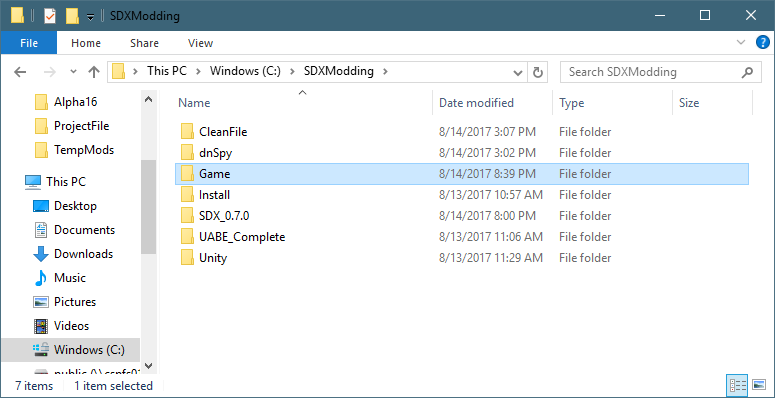 SDXModding
File Home Share View
This PC Windows (C:) SDXModding
Search SDXModding
Alpha16
ProjectFile
TempMods
This PC
Desktop
Documents
Downloads
Music
Pictures
Videos
Windows (C:)
Name Date modified Type Size
CleanFile 8/14/2017 3:07 PM File folder
dnSpy 8/14/2017 3:02 PM File folder
Game 8/14/2017 8:39 PM File folder
Install 8/13/2017 10:57 AM File folder
SDX_0.7.0 8/14/2017 8:00 PM File folder
UABE_Complete 8/13/2017 11:06 AM File folder
Unity 8/13/2017 11:29 AM File folder
7 items 1 item selected